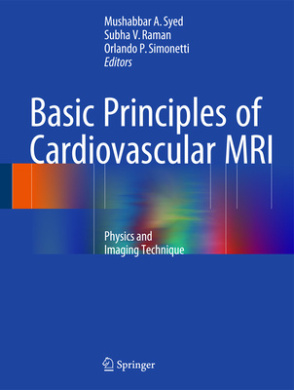 Mushabbar A. Syed
Subha V. Raman
Orlando P. Simonetti
Editors
Basic Principles of
Cardiovascular MRI
Physics and
Imaging Technique
Springer